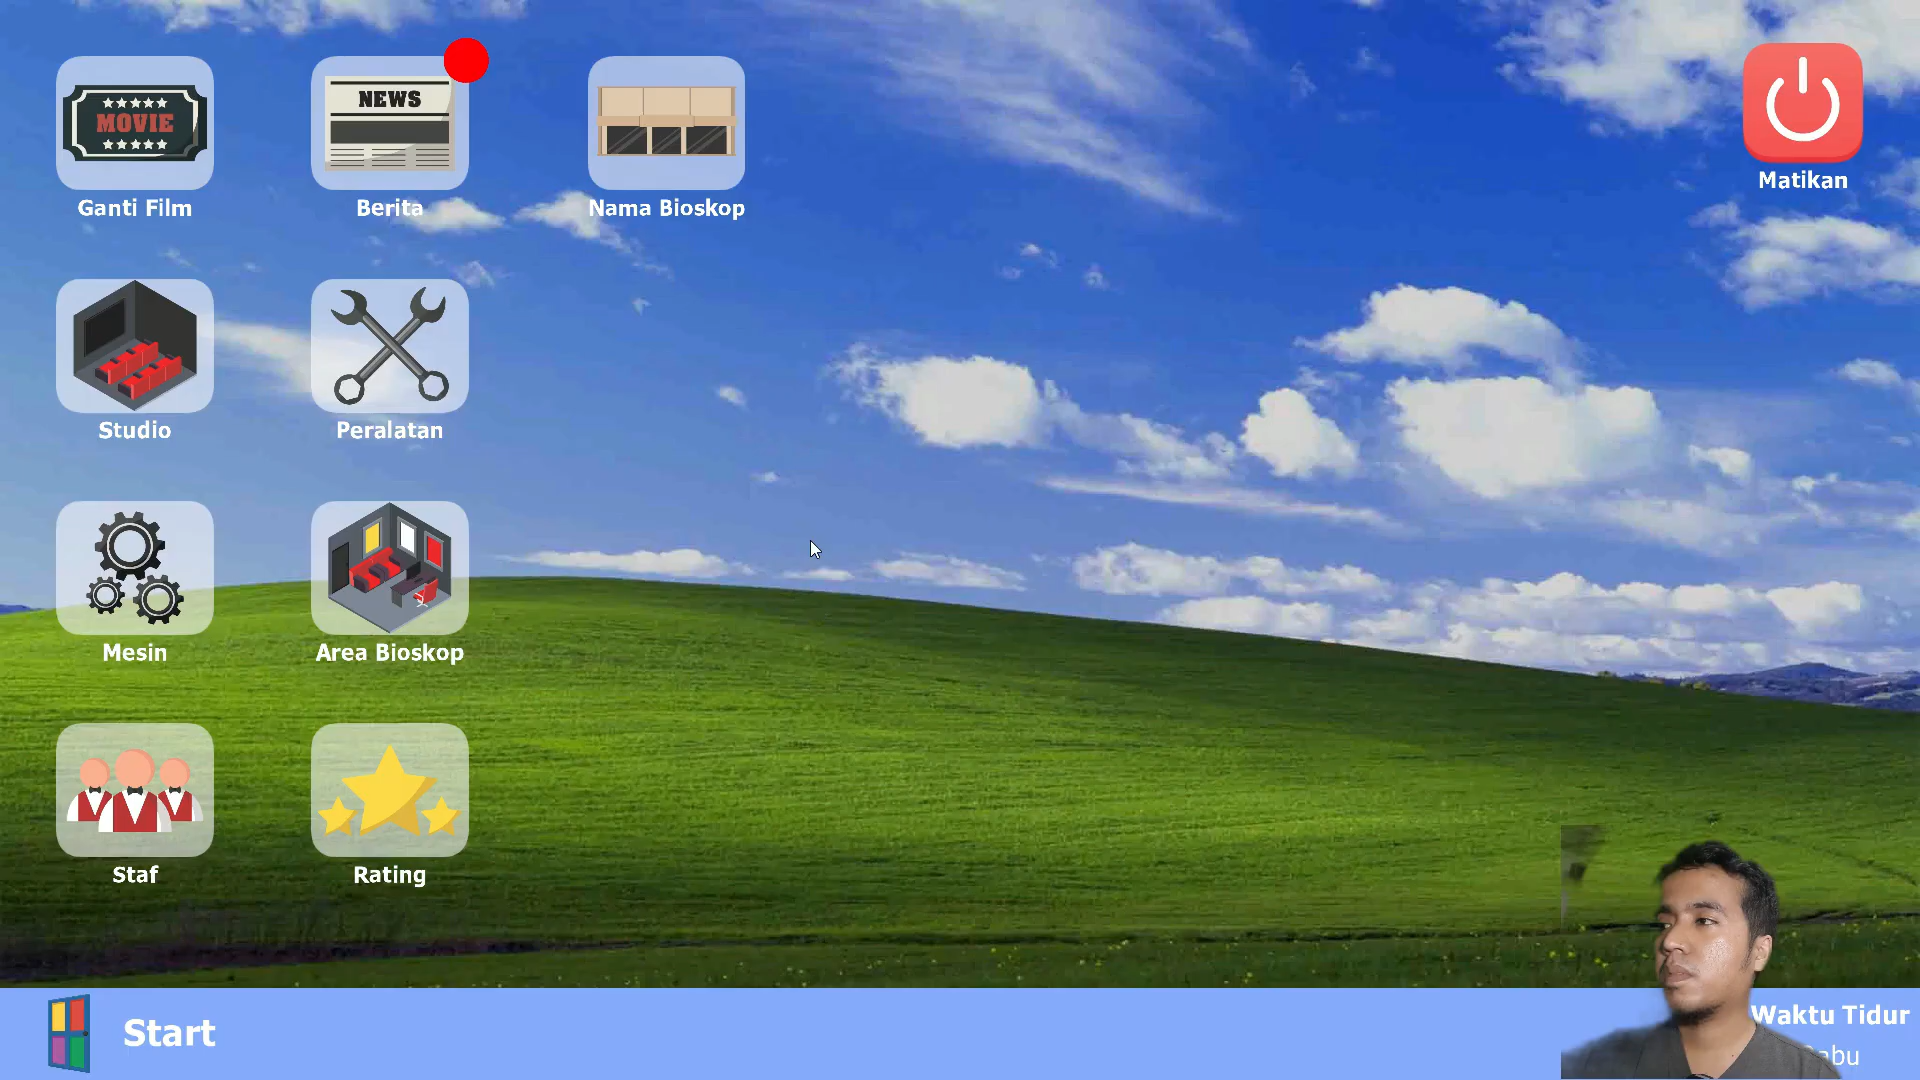 MOVIE
NEWS
Ganti Film
Berita
Nama Bioskop
Matikan
Studio
Peralatan
Mesin
Area Bioskop
Staf
Rating
Start
Waktu Tidur